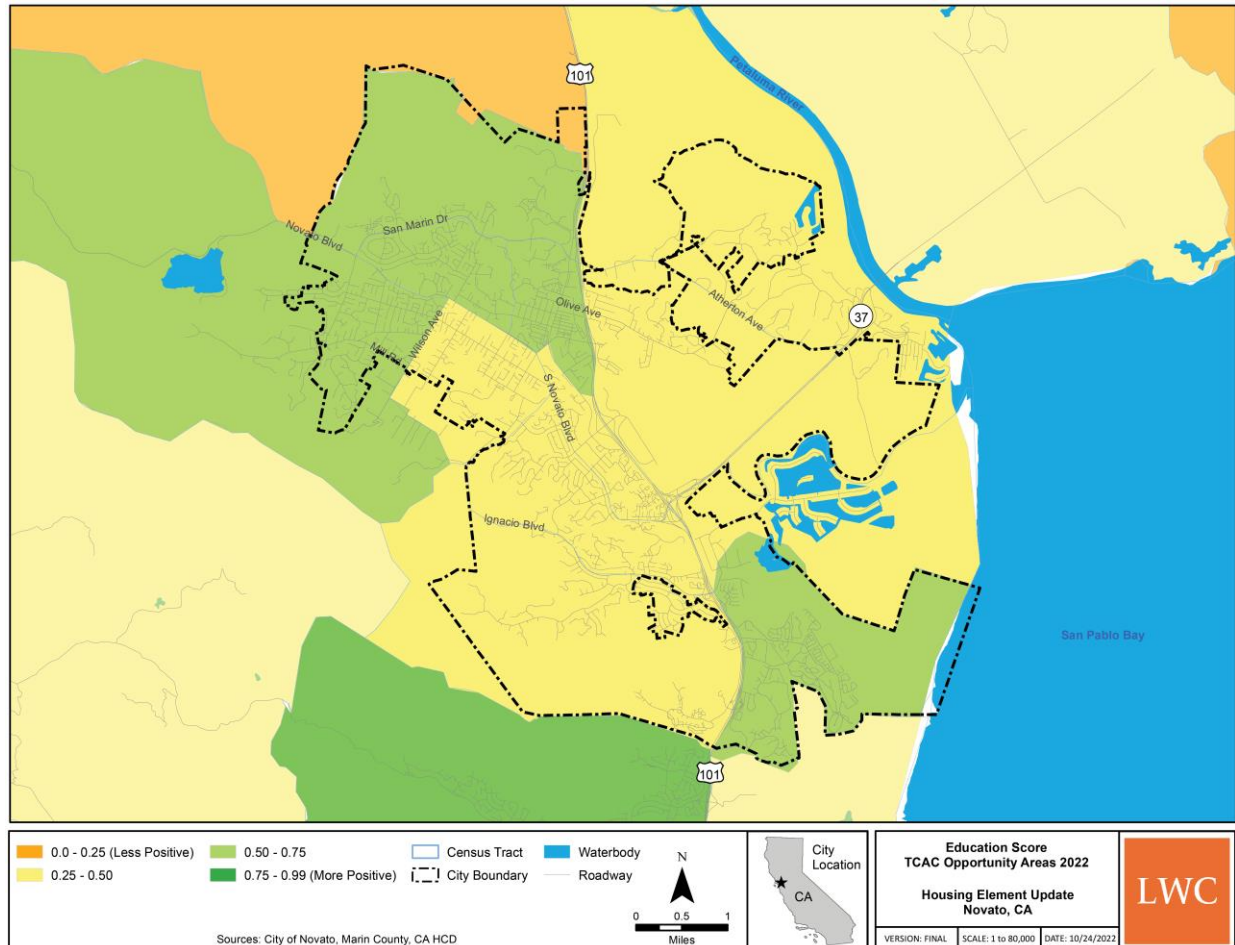 101
Petaluma River
Novato Blvd
San Marin Dr
Olive Ave
Atherton Ave
37
Mill Rd
Wilson Ave
S Novato Blvd
Ignacio Blvd
San Pablo Bay
101
0.0 - 0.25 (Less Positive)
0.25 - 0.50
0.50 - 0.75
0.75 - 0.99 (More Positive)
Census Tract
City Boundary
Waterbody
Roadway
Sources: City of Novato, Marin County, CA HCD
N
0 0.5 1
Miles
City
Location
CA
Education Score
TCAC Opportunity Areas 2022
Housing Element Update
Novato, CA
VERSION: FINAL SCALE: 1 to 80,000 DATE: 10/24/2022
LWC